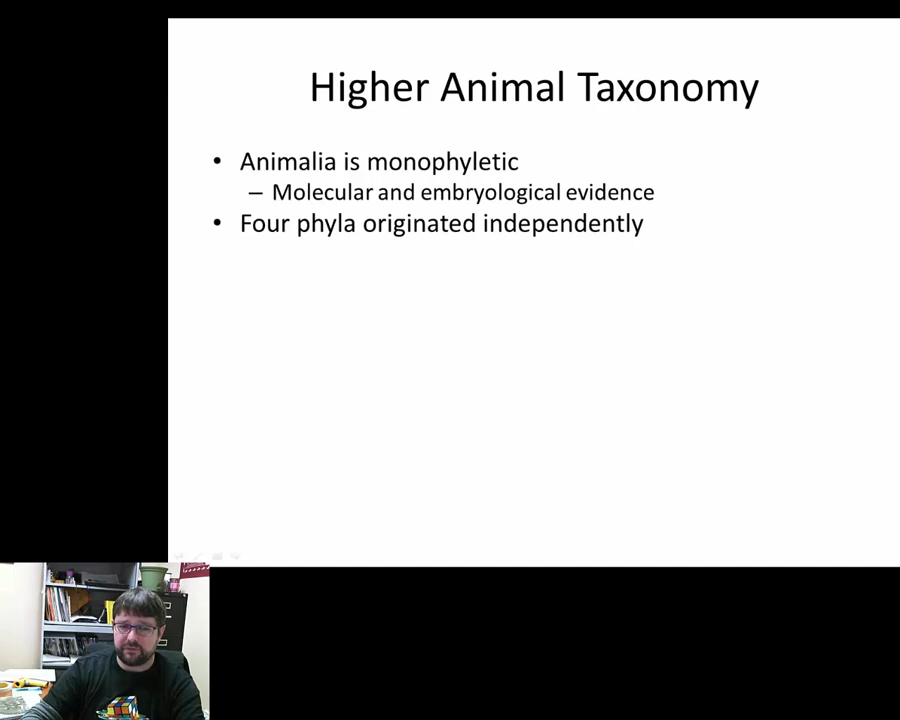 Higher Animal Taxonomy
• Animalia is monophyletic
– Molecular and embryological evidence
• Four phyla originated independently